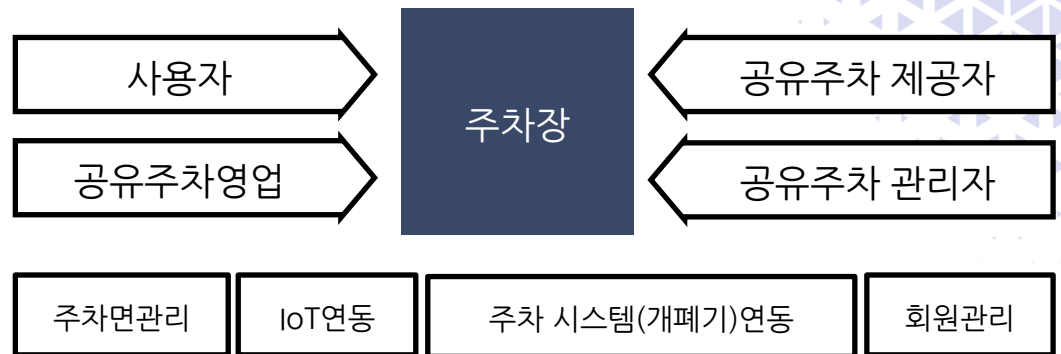 사용자
공유주차영업
주차장
공유주차 제공자
공유주차 관리자
주차면관리
IoT연동
주차 시스템(개폐기)연동
회원관리